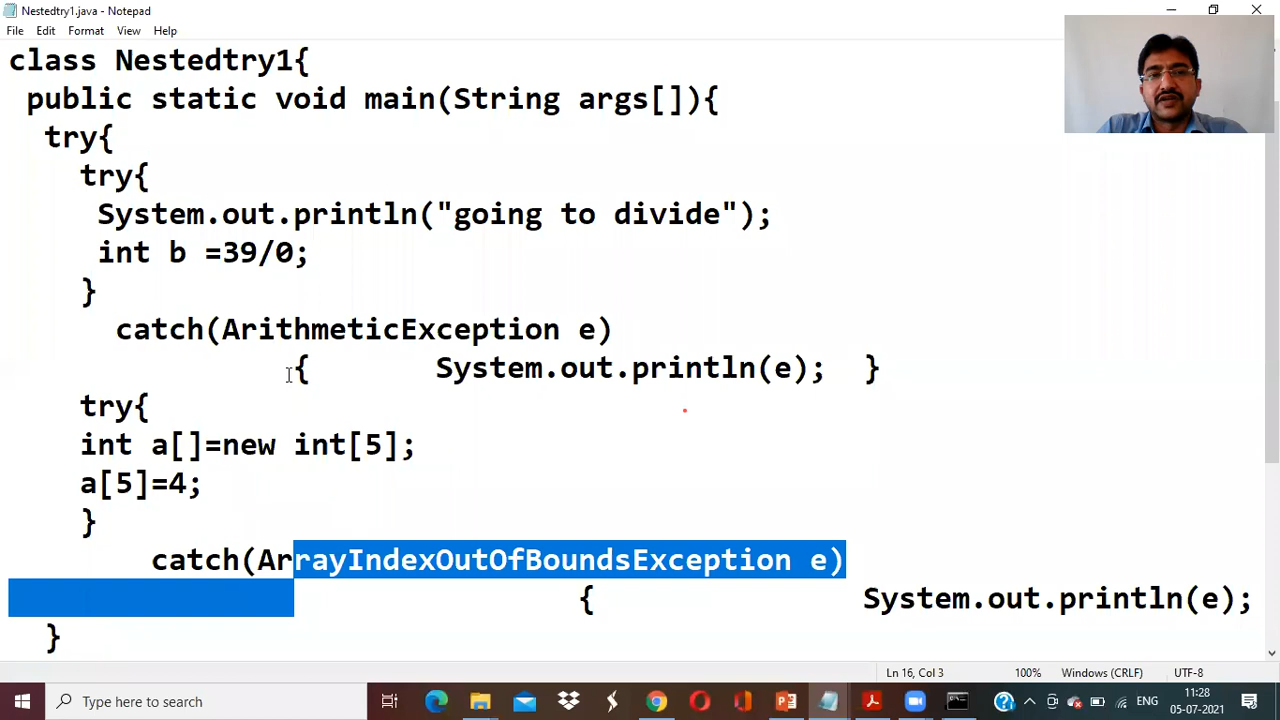 Nestedtry1.java - Notepad
File Edit Format View Help
class Nestedtry1{
public static void main(String args[]){
try{
try{
System.out.println("going to divide");
int b =39/0;
}
catch(ArithmeticException e)
{ System.out.println(e); }
try{
int a[]=new int[5];
a[5]=4;
}
catch(ArrayIndexOutOfBoundsException e)
{ System.out.println(e);
}
Ln 16, Col 3 100% Windows (CRLF) UTF-8
Type here to search
ENG
11:28
05-07-2021